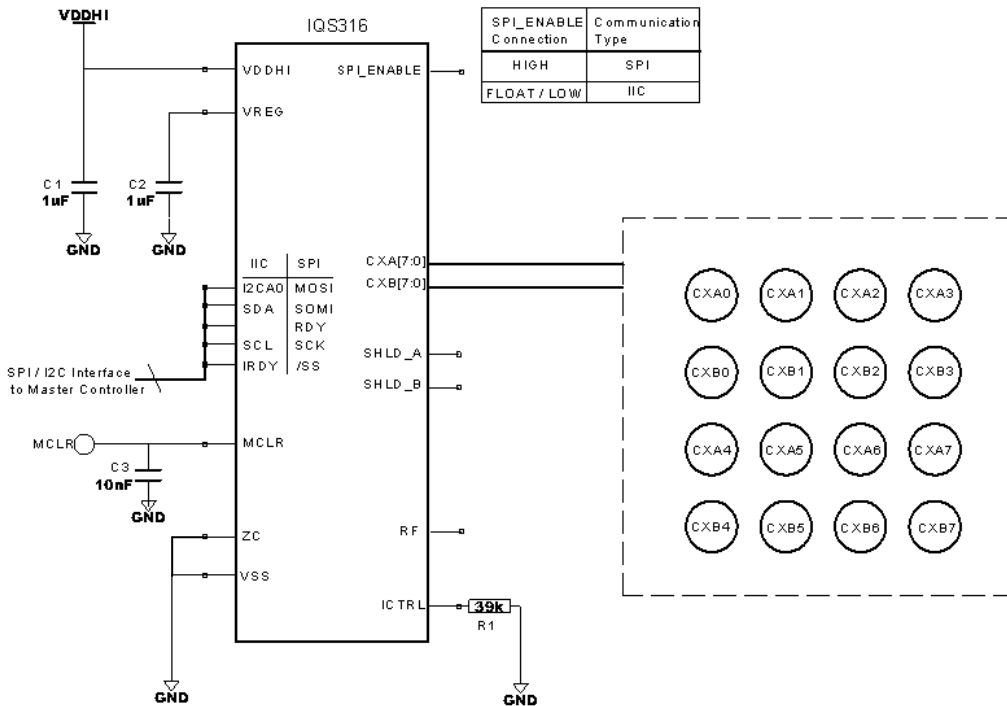 VDDHI
IQS316
SPI_ENABLE Connection
Communication Type
HIGH
SPI
FLOAT / LOW
IIC
VDDHI
SPI_ENABLE
VREG
C1
1uF
C2
1uF
GND
GND
IIC
SPI
I2CA0
MOSI
SDA
SOMI
RDY
SCL
SCK
IRDY
/SS
SPI / I2C Interface
to Master Controller
CXA[7:0]
CXB[7:0]
SHLD_A
SHLD_B
CXA0
CXA1
CXA2
CXA3
CXB0
CXB1
CXB2
CXB3
CXA4
CXA5
CXA6
CXA7
CXB4
CXB5
CXB6
CXB7
MCLR
MCLR
C3
10nF
GND
ZC
VSS
RF
ICTRL
39k
R1
GND
GND